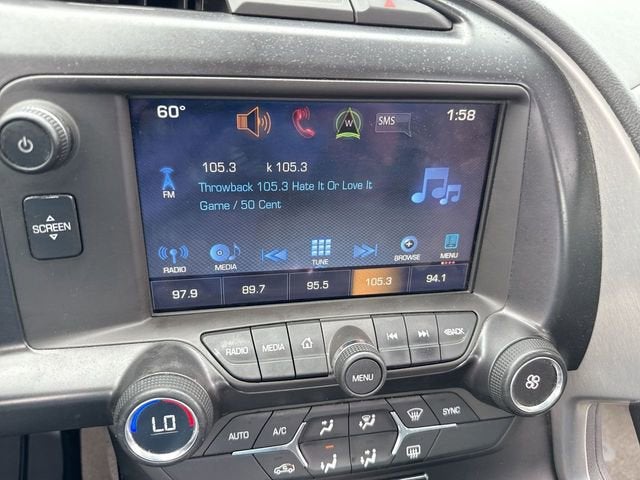 60° SMS 1:58
W
105.3 k 105.3
Throwback 105.3 Hate It Or Love It
Game / 50 Cent
FM
RADIO MEDIA TUNE BROWSE MENU
97.9 89.7 95.5 105.3 94.1
SCREEN
RADIO MEDIA BACK
MENU
LO
AUTO A/C SYNC